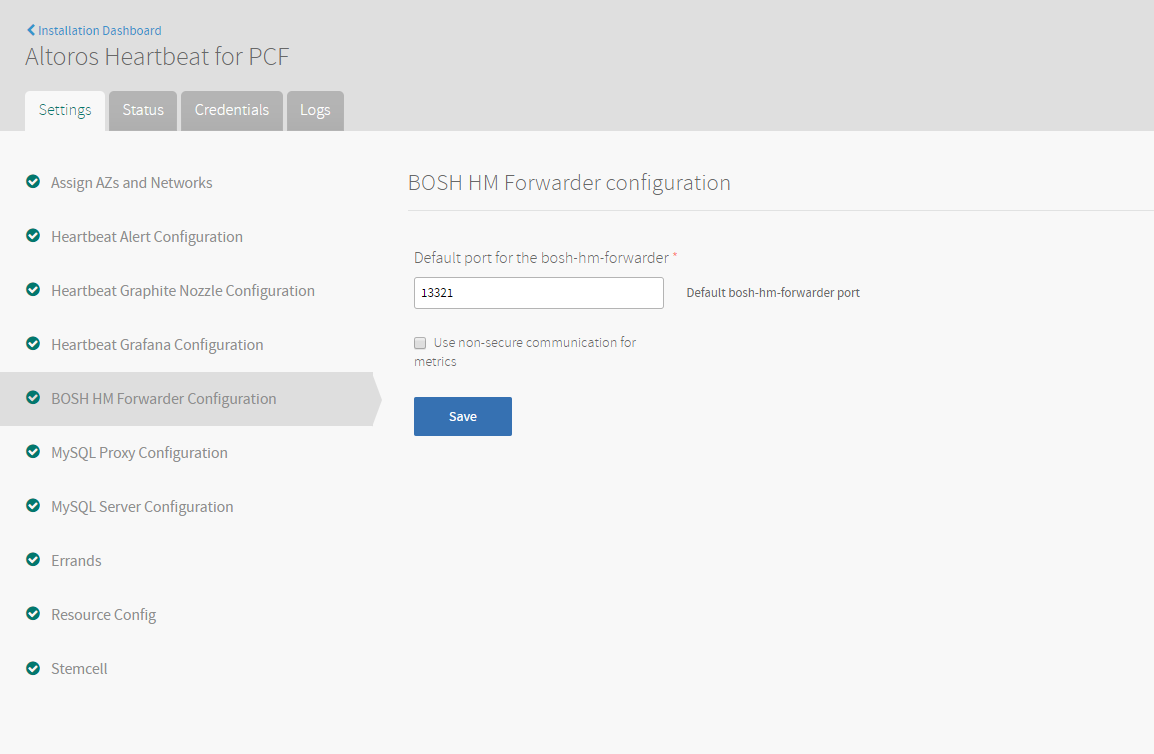 Installation Dashboard
Altoros Heartbeat for PCF
Settings
Status
Credentials
Logs
Assign AZs and Networks
Heartbeat Alert Configuration
Heartbeat Graphite Nozzle Configuration
Heartbeat Grafana Configuration
BOSH HM Forwarder Configuration
MySQL Proxy Configuration
MySQL Server Configuration
Errands
Resource Config
Stemcell
BOSH HM Forwarder configuration
Default port for the bosh-hm-forwarder *
13321
Default bosh-hm-forwarder port
Use non-secure communication for
metrics
Save